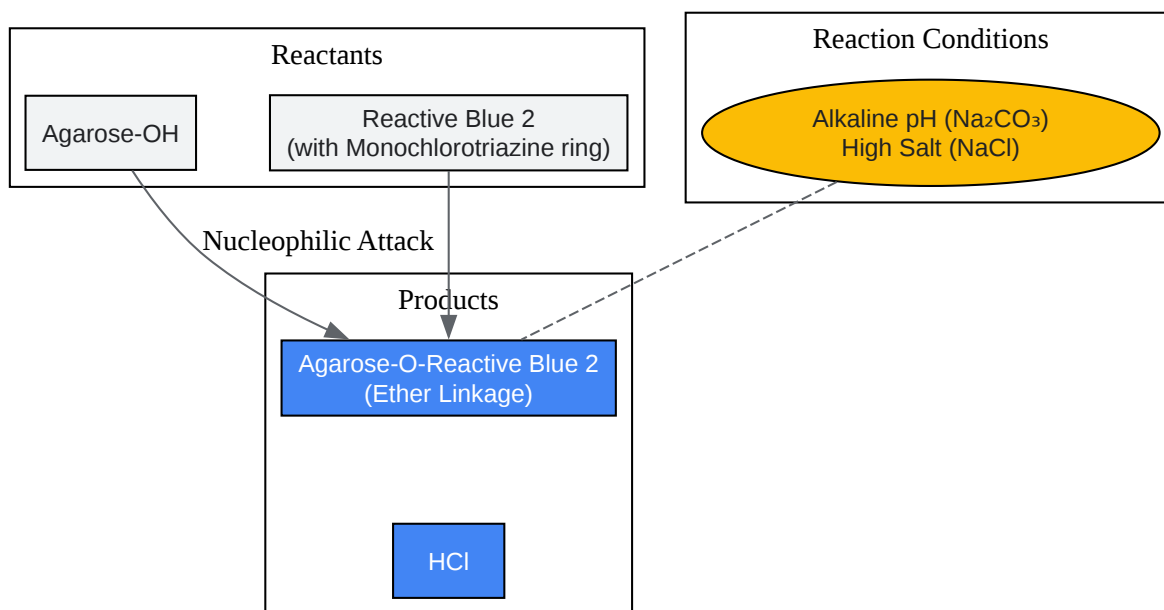 Reactants
Agarose-OH
Reactive Blue 2
(with Monochlorotriazine ring)
Reaction Conditions
Alkaline pH (Na₂CO₃)
High Salt (NaCl)
Nucleophilic Attack
Products
Agarose-O-Reactive Blue 2
(Ether Linkage)
HCl